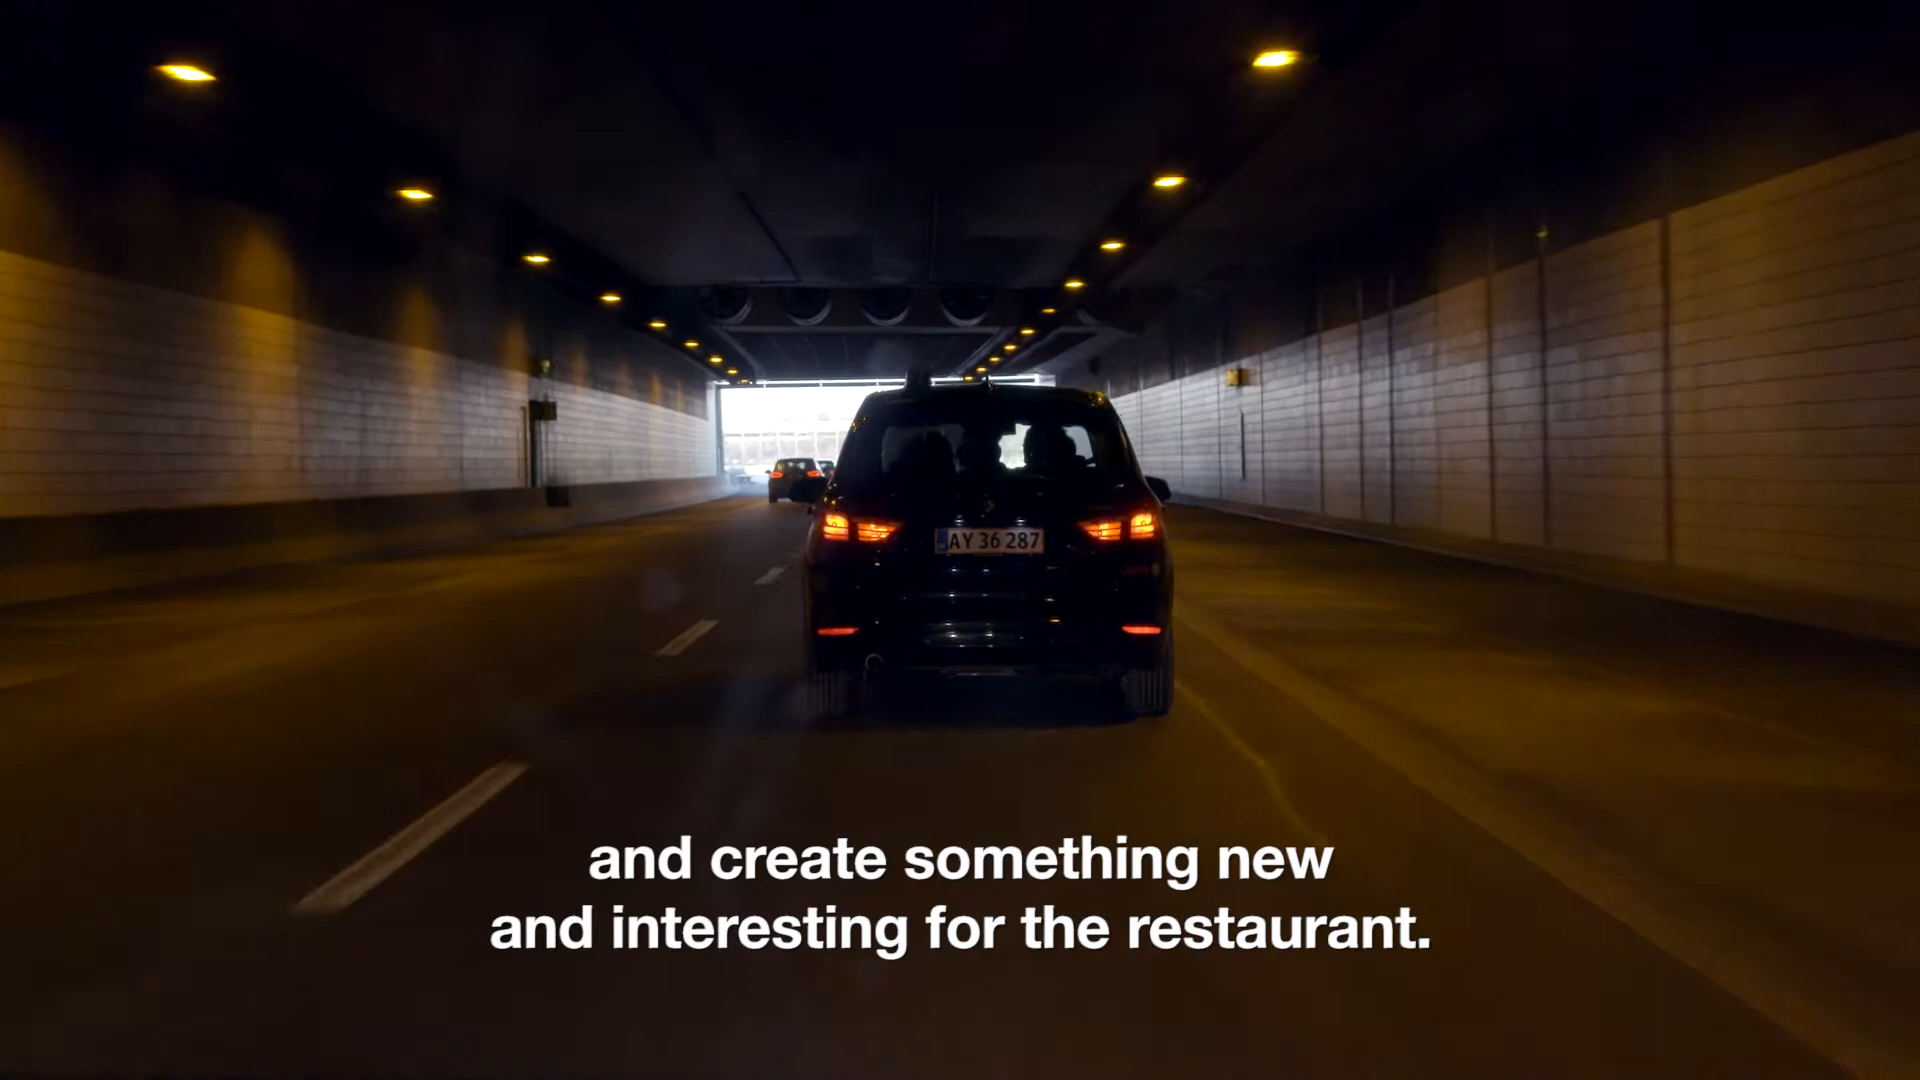 AY 36 287
and create something new
and interesting for the restaurant.